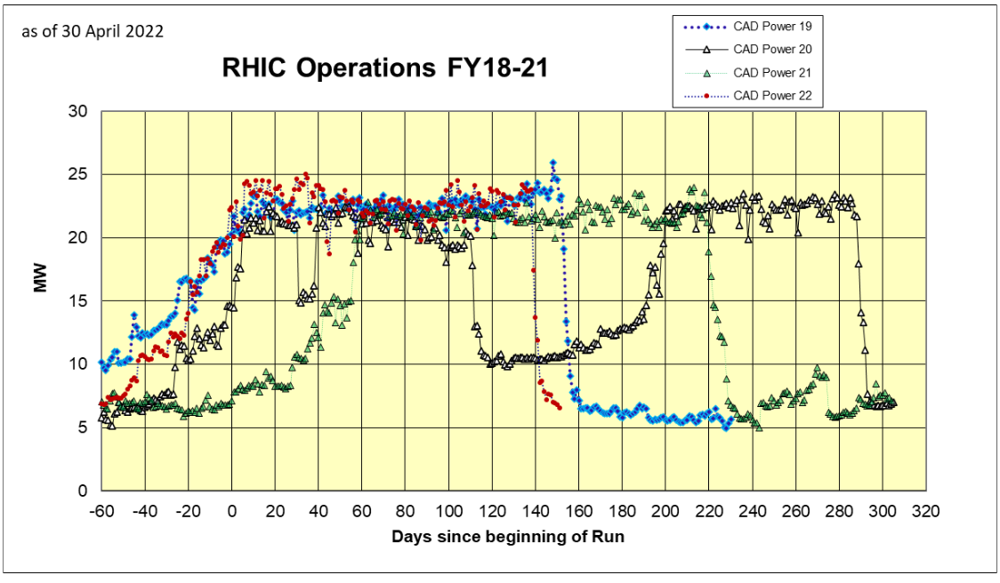 as of 30 April 2022
RHIC Operations FY18-21
CAD Power 19
CAD Power 20
CAD Power 21
CAD Power 22
30
25
20
15
10
5
0
MW
-60 -40 -20 0 20 40 60 80 100 120 140 160 180 200 220 240 260 280 300 320
Days since beginning of Run